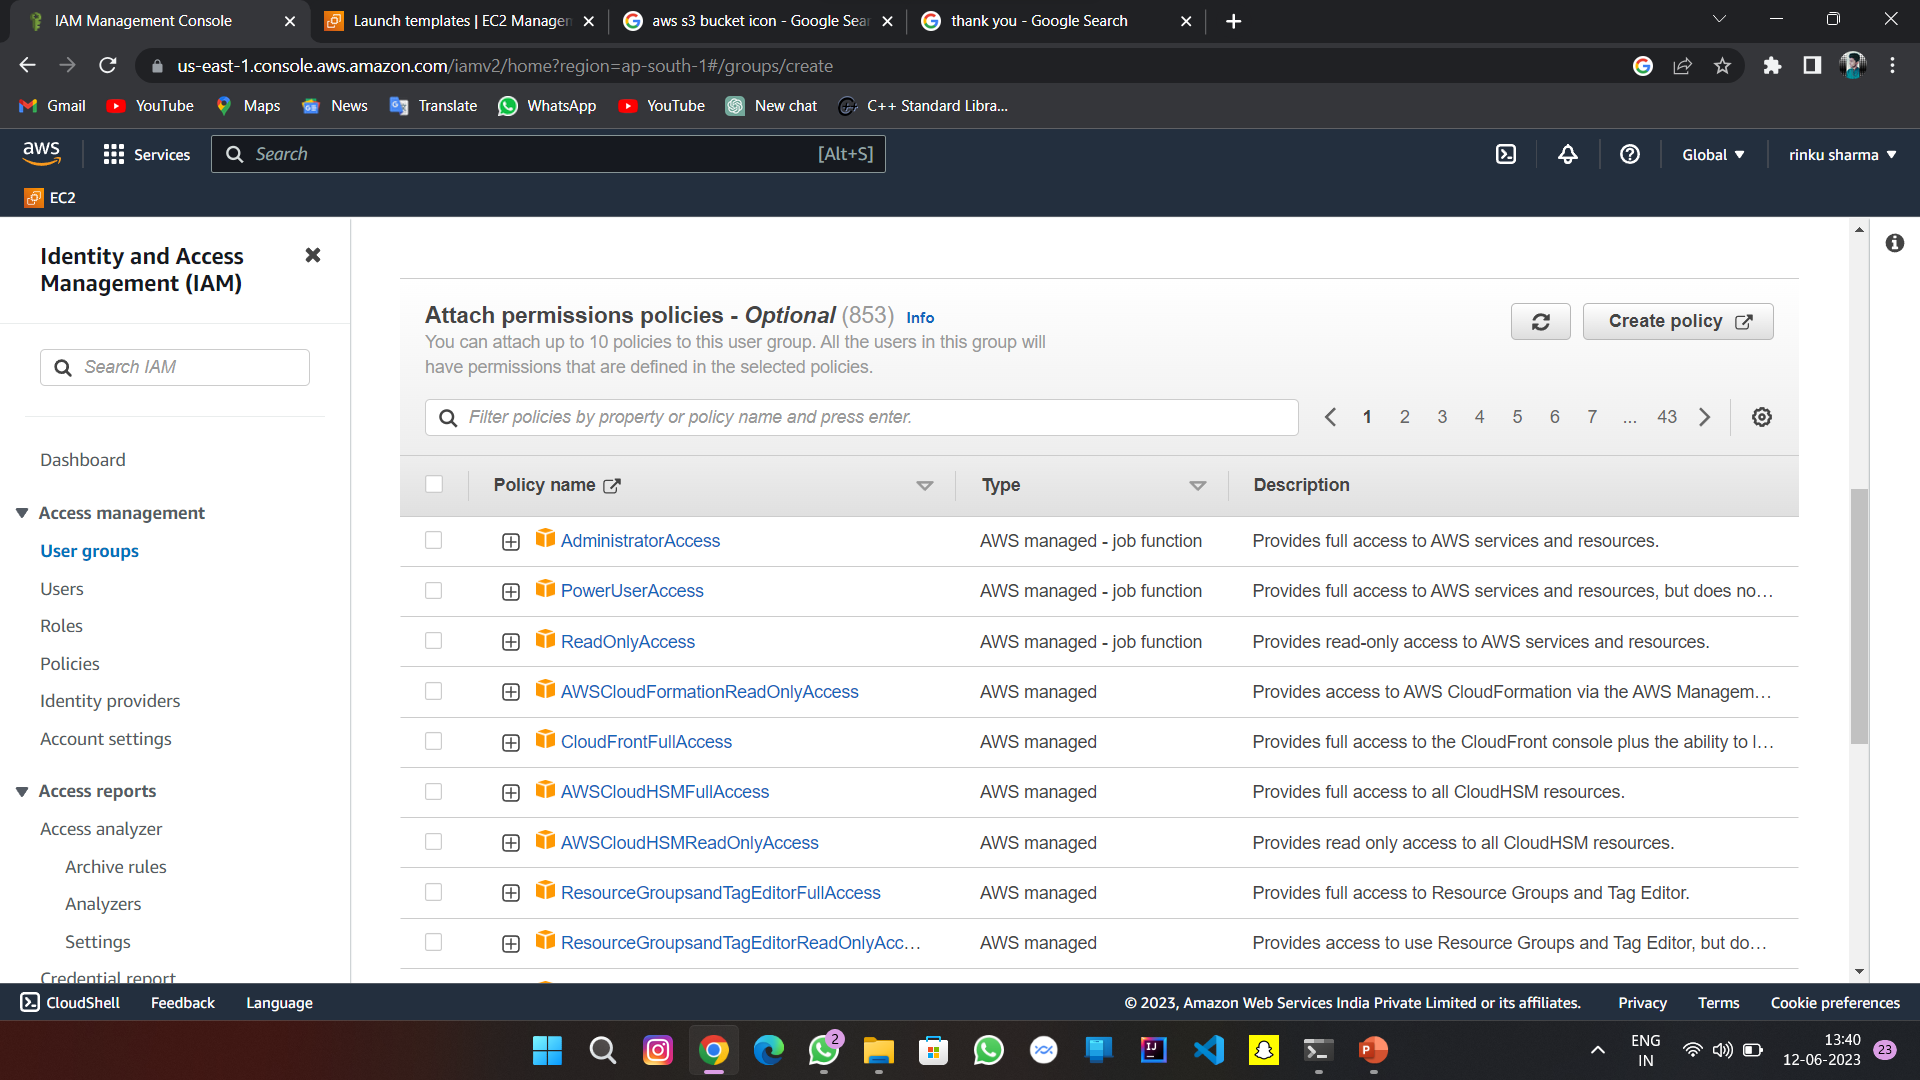 IAM Management Console
Launch templates | EC2 Managen
aws s3 bucket icon - Google Sear
thank you - Google Search
us-east-1.console.aws.amazon.com/iamv2/home?region=ap-south-1#/groups/create
Gmail YouTube Maps News Translate WhatsApp YouTube New chat C++ Standard Libra...
aws Services Search [Alt+S] Global rinku sharma
EC2
Identity and Access
Management (IAM)
Search IAM
Dashboard
Access management
User groups
Users
Roles
Policies
Identity providers
Account settings
Access reports
Access analyzer
Archive rules
Analyzers
Settings
Credential report
Attach permissions policies - Optional (853) Info
You can attach up to 10 policies to this user group. All the users in this group will
have permissions that are defined in the selected policies.
Create policy
Filter policies by property or policy name and press enter.
1 2 3 4 5 6 7 ... 43
Policy name Type Description
AdministratorAccess AWS managed - job function Provides full access to AWS services and resources.
PowerUserAccess AWS managed - job function Provides full access to AWS services and resources, but does no...
ReadOnlyAccess AWS managed - job function Provides read-only access to AWS services and resources.
AWSCloudFormationReadOnlyAccess AWS managed Provides access to AWS CloudFormation via the AWS Managem...
CloudFrontFullAccess AWS managed Provides full access to the CloudFront console plus the ability to l...
AWSCloudHSMFullAccess AWS managed Provides full access to all CloudHSM resources.
AWSCloudHSMReadOnlyAccess AWS managed Provides read only access to all CloudHSM resources.
ResourceGroupsandTagEditorFullAccess AWS managed Provides full access to Resource Groups and Tag Editor.
ResourceGroupsandTagEditorReadOnlyAcc... AWS managed Provides access to use Resource Groups and Tag Editor, but do...
CloudShell Feedback Language © 2023, Amazon Web Services India Private Limited or its affiliates. Privacy Terms Cookie preferences
2
IJ
P
ENG
IN
13:40
12-06-2023
23